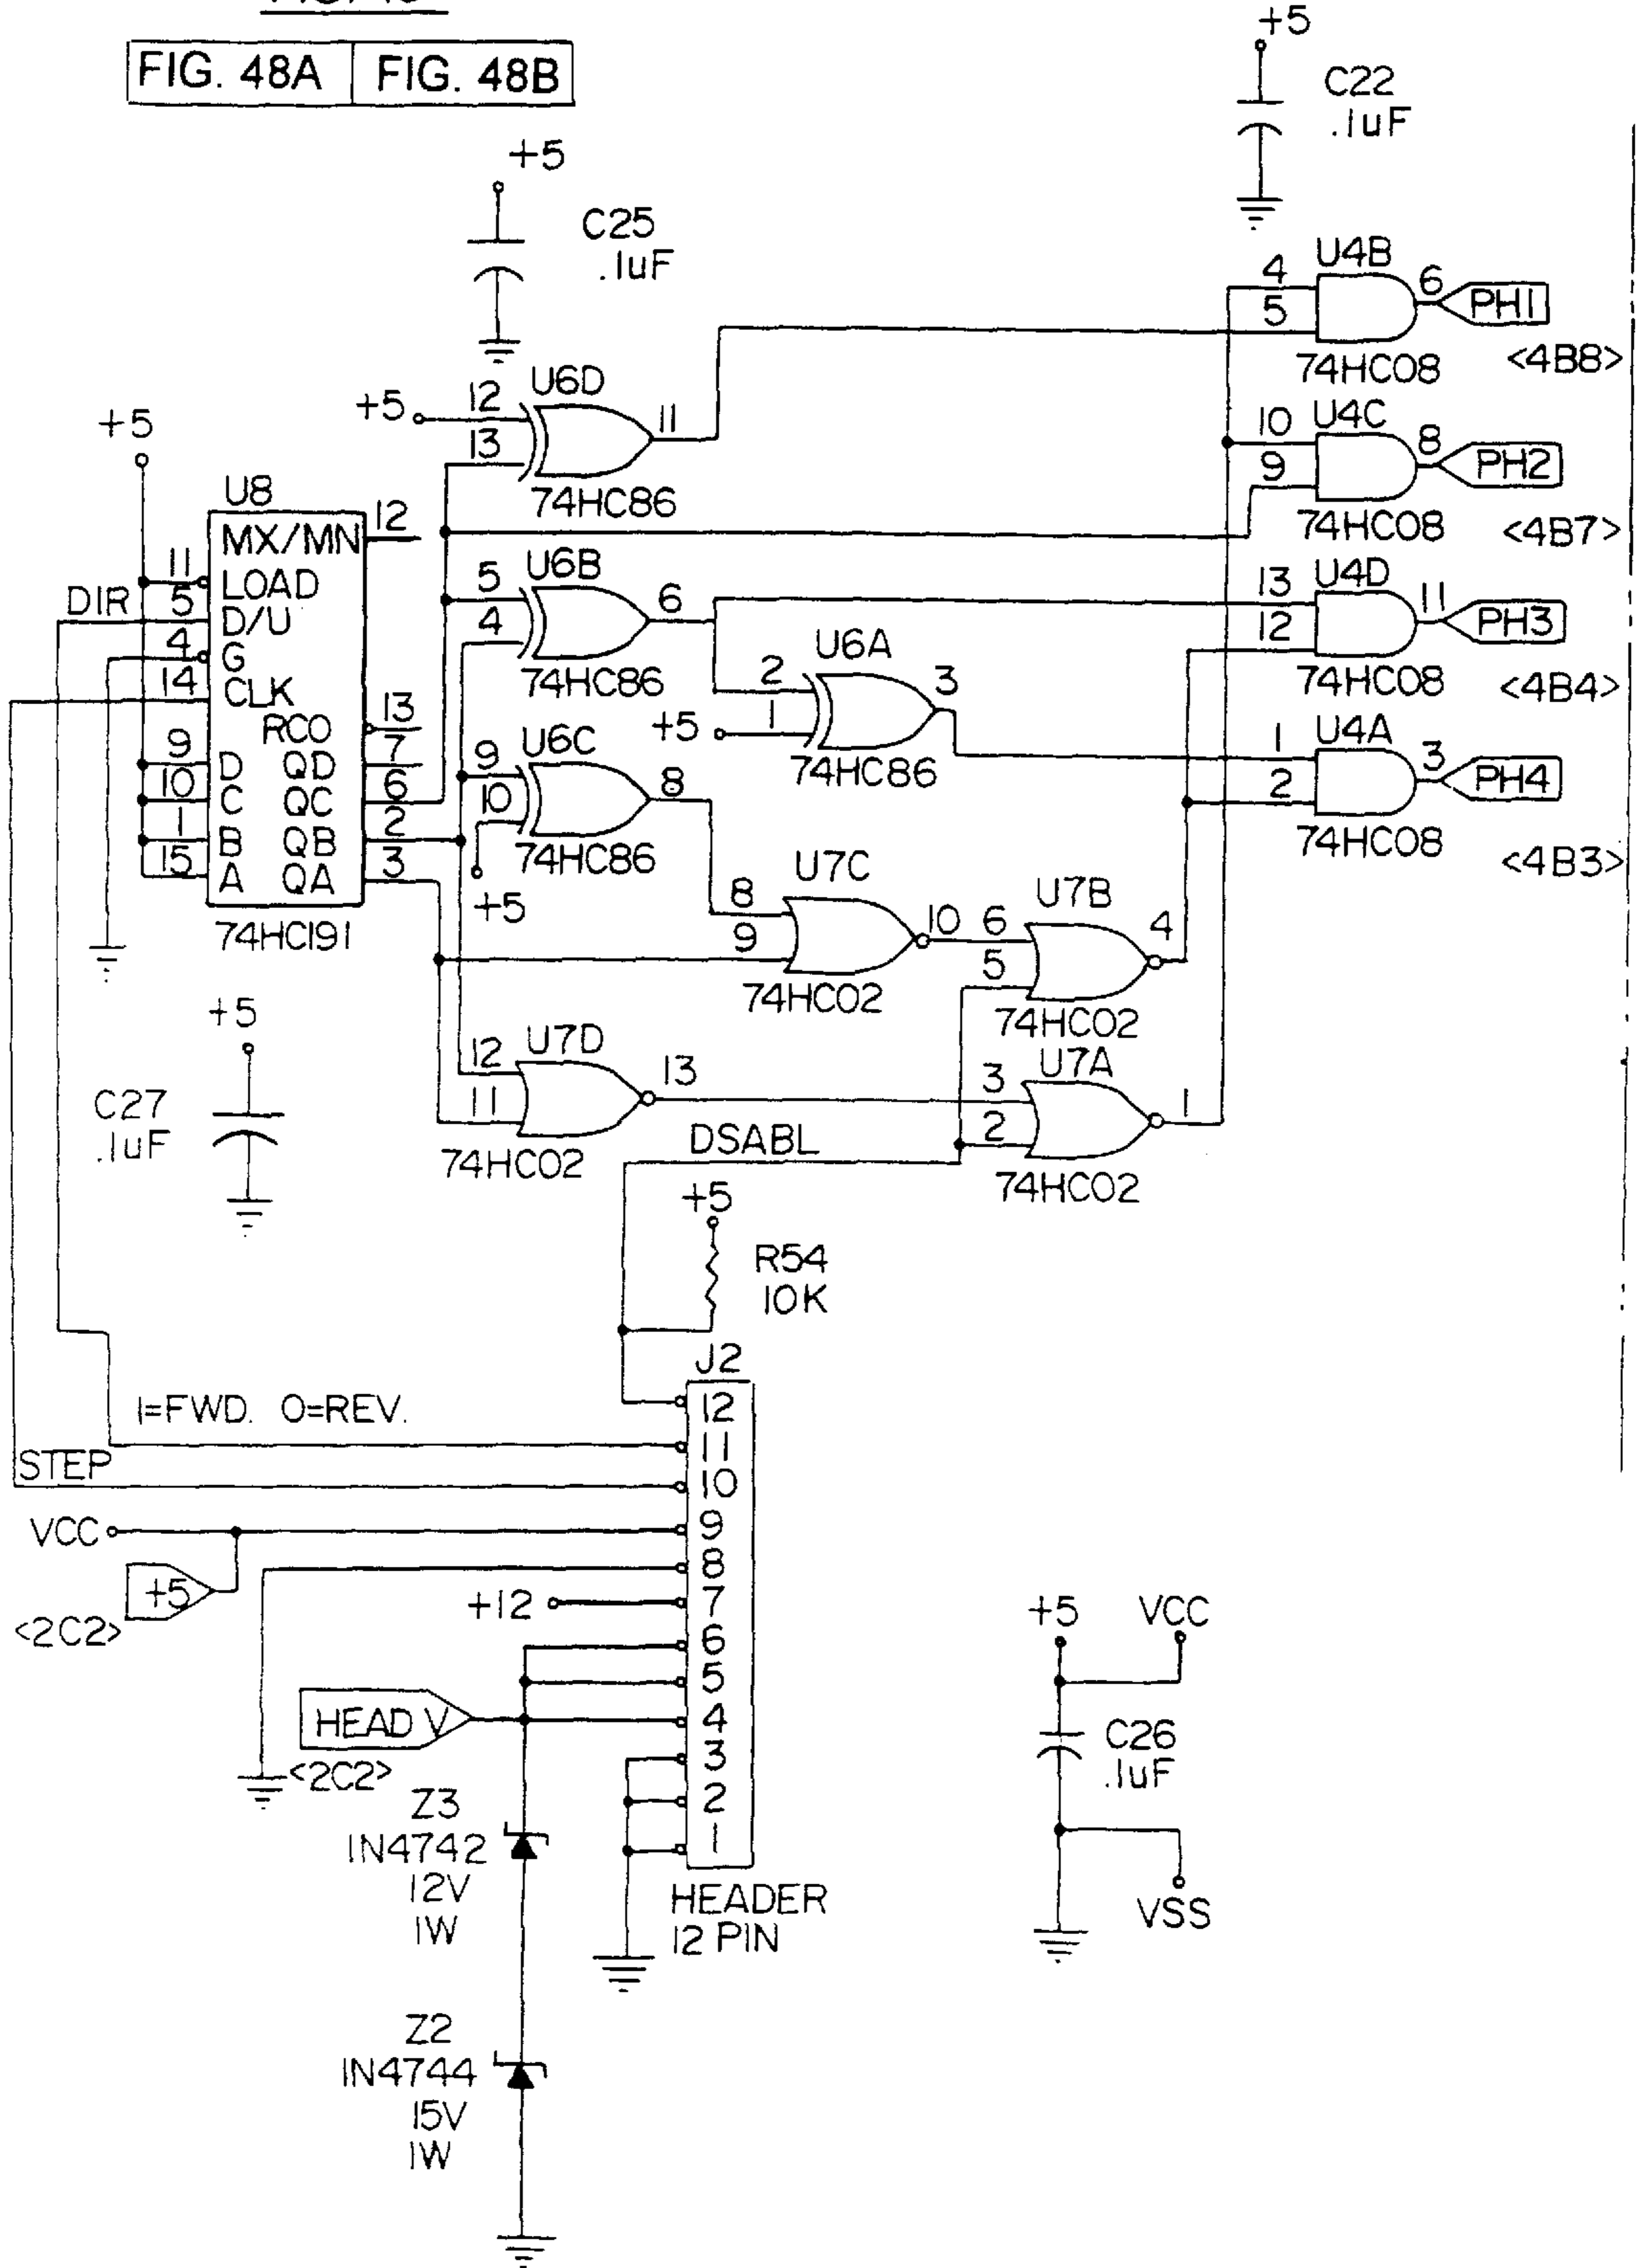 FIG. 48A FIG. 48B
+5
C22
.1uF
+5
C25
.1uF
U4B
4
5
6
PH1
74HC08
<4B8>
U6D
+5
12
13
11
74HC86
U4C
10
9
8
PH2
74HC08
<4B7>
+5
U8
MX/MN 12
11 LOAD
DIR 5 D/U
4 G
14 CLK
RCO 13
9 D QD 7
10 C QC 6
1 B QB 2
15 A QA 3
74HC191
U6B
5
4
6
74HC86
U4D
13
12
11
PH3
74HC08
<4B4>
U6A
2
1
3
+5
74HC86
U4A
1
2
3
PH4
74HC08
<4B3>
U6C
9
10
8
74HC86
+5
U7C
8
9
10
74HC02
U7B
6
5
4
74HC02
+5
C27
.1uF
U7D
12
11
13
74HC02
U7A
3
2
1
74HC02
DSABL
+5
R54
10K
J2
1=FWD. 0=REV.
STEP
VCC
+5
<2C2>
+12
HEAD V
<2C2>
12
11
10
9
8
7
6
5
4
3
2
1
HEADER
12 PIN
Z3
1N4742
12V
1W
Z2
1N4744
15V
1W
+5 VCC
C26
.1uF
VSS